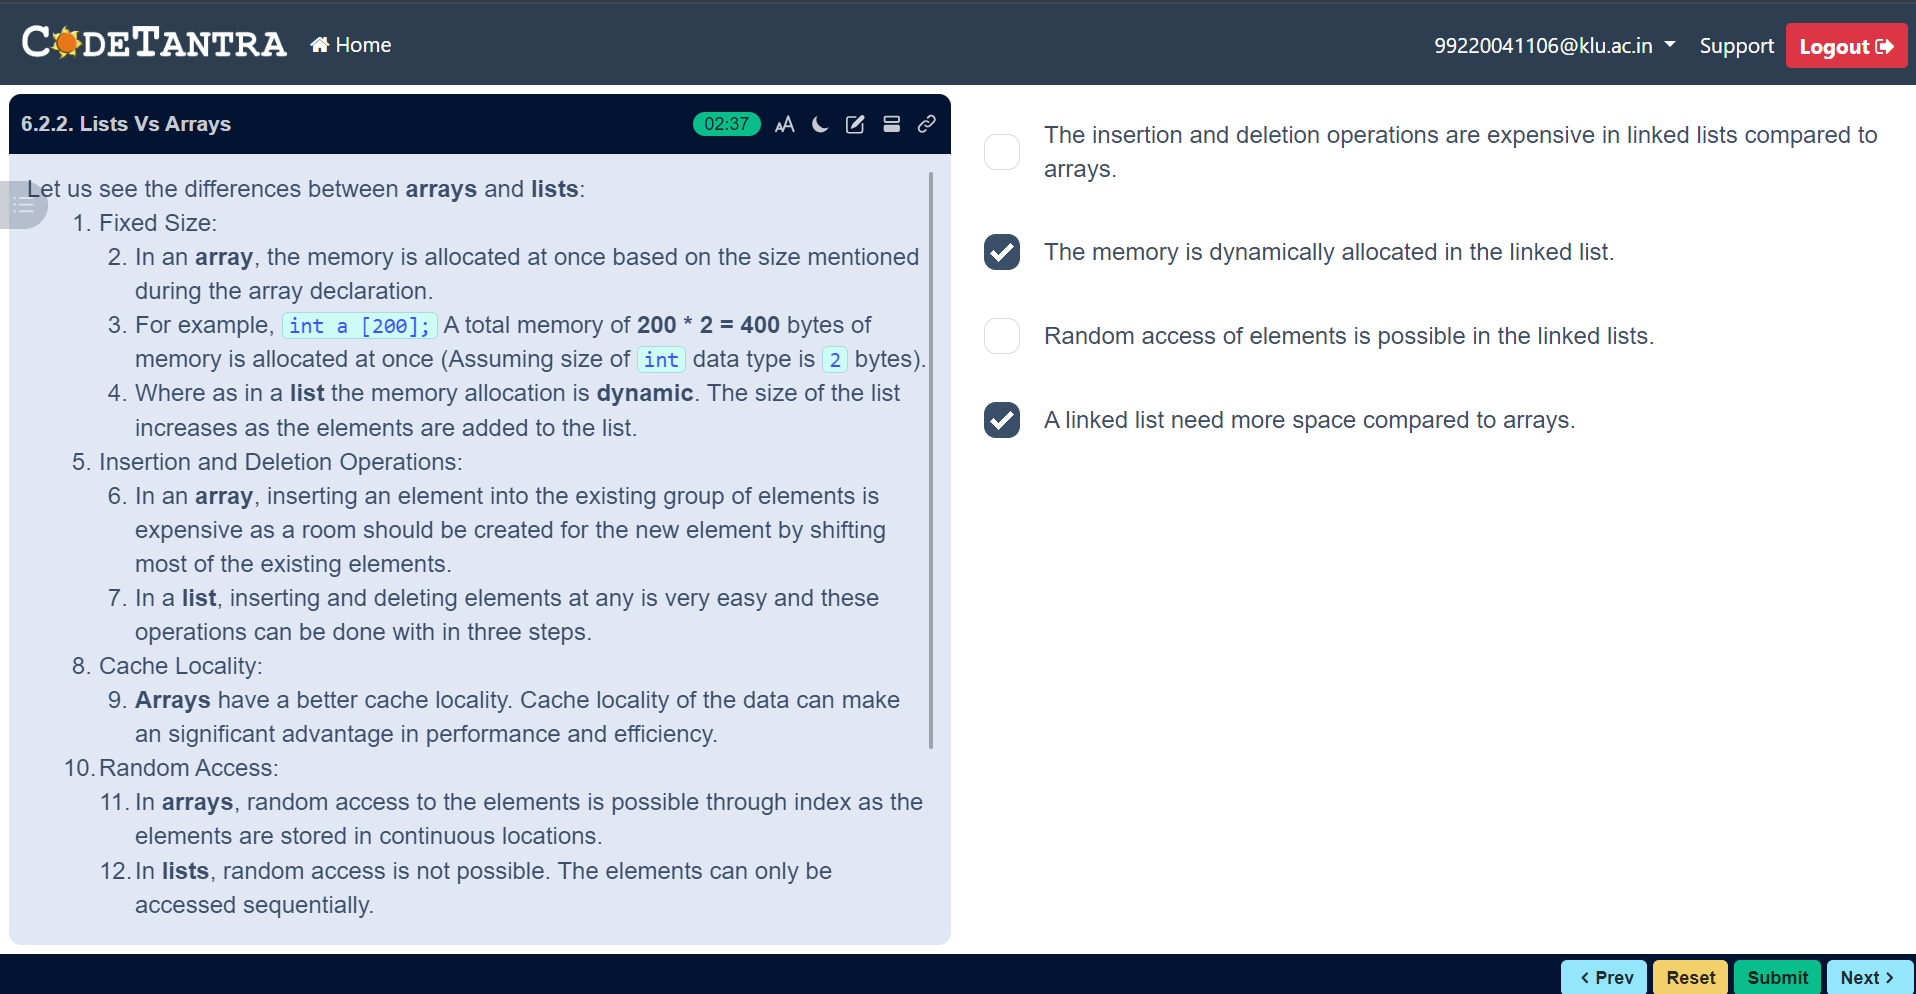 CODETANTRA
Home
99220041106@klu.ac.in
Support
Logout
6.2.2. Lists Vs Arrays
02:37
Let us see the differences between arrays and lists:
1. Fixed Size:
2. In an array, the memory is allocated at once based on the size mentioned
during the array declaration.
3. For example, int a [200]; A total memory of 200 * 2 = 400 bytes of
memory is allocated at once (Assuming size of int data type is 2 bytes).
4. Where as in a list the memory allocation is dynamic. The size of the list
increases as the elements are added to the list.
5. Insertion and Deletion Operations:
6. In an array, inserting an element into the existing group of elements is
expensive as a room should be created for the new element by shifting
most of the existing elements.
7. In a list, inserting and deleting elements at any is very easy and these
operations can be done with in three steps.
8. Cache Locality:
9. Arrays have a better cache locality. Cache locality of the data can make
an significant advantage in performance and efficiency.
10. Random Access:
11. In arrays, random access to the elements is possible through index as the
elements are stored in continuous locations.
12. In lists, random access is not possible. The elements can only be
accessed sequentially.
The insertion and deletion operations are expensive in linked lists compared to
arrays.
The memory is dynamically allocated in the linked list.
Random access of elements is possible in the linked lists.
A linked list need more space compared to arrays.
< Prev
Reset
Submit
Next >